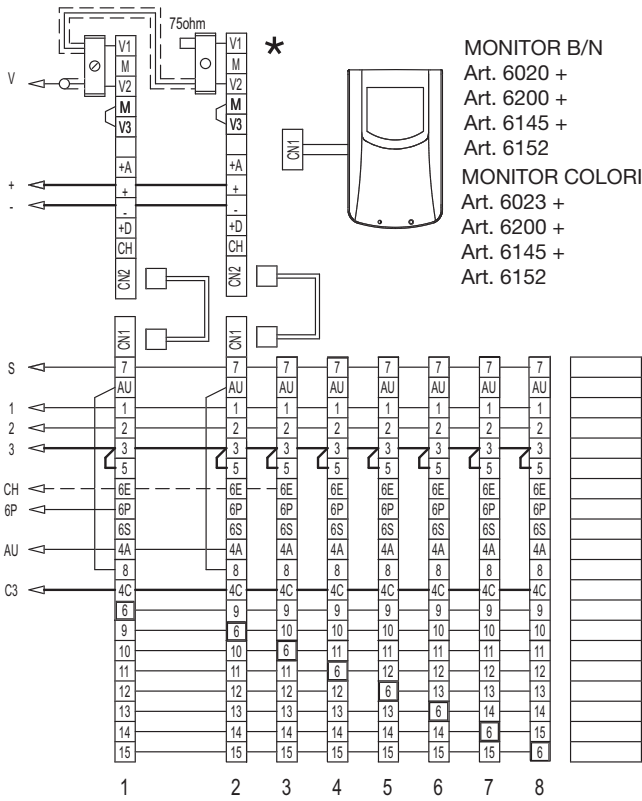 75ohm
V1 V1 *
M M
V V2 V2
M M
V3 V3
+A +A
+ + +
- - -
+D +D
CH CH
CN2 CN2
CN1
MONITOR B/N
Art. 6020 +
Art. 6200 +
Art. 6145 +
Art. 6152
MONITOR COLORI
Art. 6023 +
Art. 6200 +
Art. 6145 +
Art. 6152
CN1 CN1
S 7 7 7 7 7 7 7 7
AU AU AU AU AU AU AU AU
1 1 1 1 1 1 1 1 1
2 2 2 2 2 2 2 2 2
3 3 3 3 3 3 3 3 3
5 5 5 5 5 5 5 5
CH 6E 6E 6E 6E 6E 6E 6E 6E
6P 6P 6P 6P 6P 6P 6P 6P 6P
6S 6S 6S 6S 6S 6S 6S 6S
AU 4A 4A 4A 4A 4A 4A 4A 4A
8 8 8 8 8 8 8 8
C3 4C 4C 4C 4C 4C 4C 4C 4C
6 9 9 9 9 9 9 9
9 6 10 10 10 10 10 10
10 10 6 11 11 11 11 11
11 11 11 6 12 12 12 12
12 12 12 12 6 13 13 13
13 13 13 13 13 6 14 14
14 14 14 14 14 14 6 15
15 15 15 15 15 15 15 6
1 2 3 4 5 6 7 8